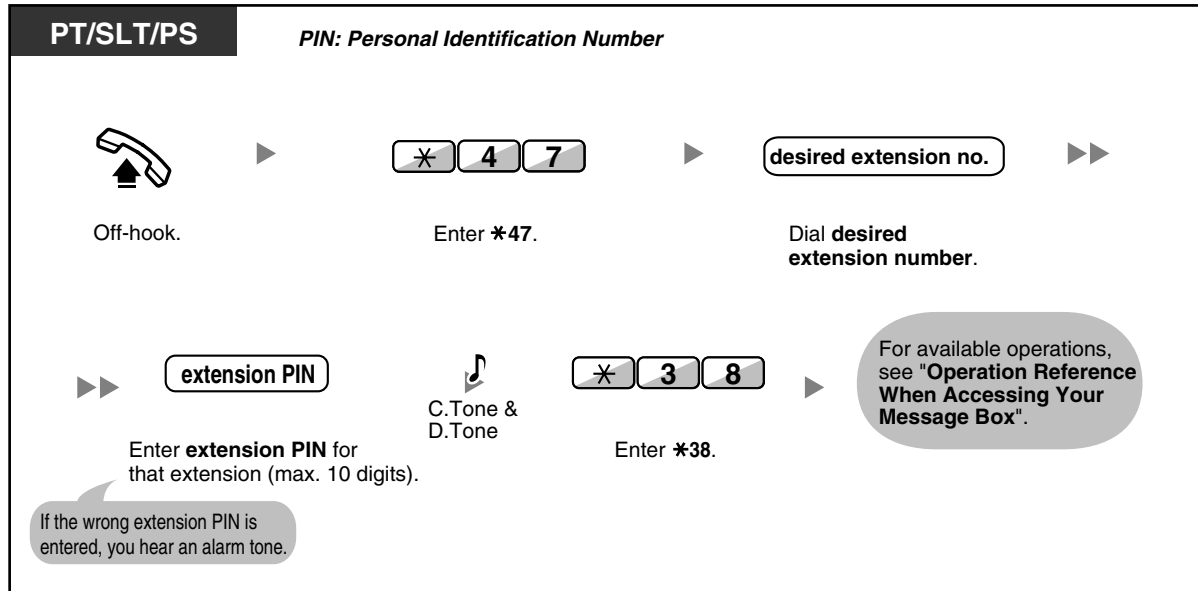 PT/SLT/PS
PIN: Personal Identification Number
* 4 7
desired extension no.
Off-hook.
Enter *47.
Dial desired
extension number.
extension PIN
C.Tone &
D.Tone
* 3 8
For available operations,
see "Operation Reference
When Accessing Your
Message Box".
Enter extension PIN for
that extension (max. 10 digits).
Enter *38.
If the wrong extension PIN is
entered, you hear an alarm tone.